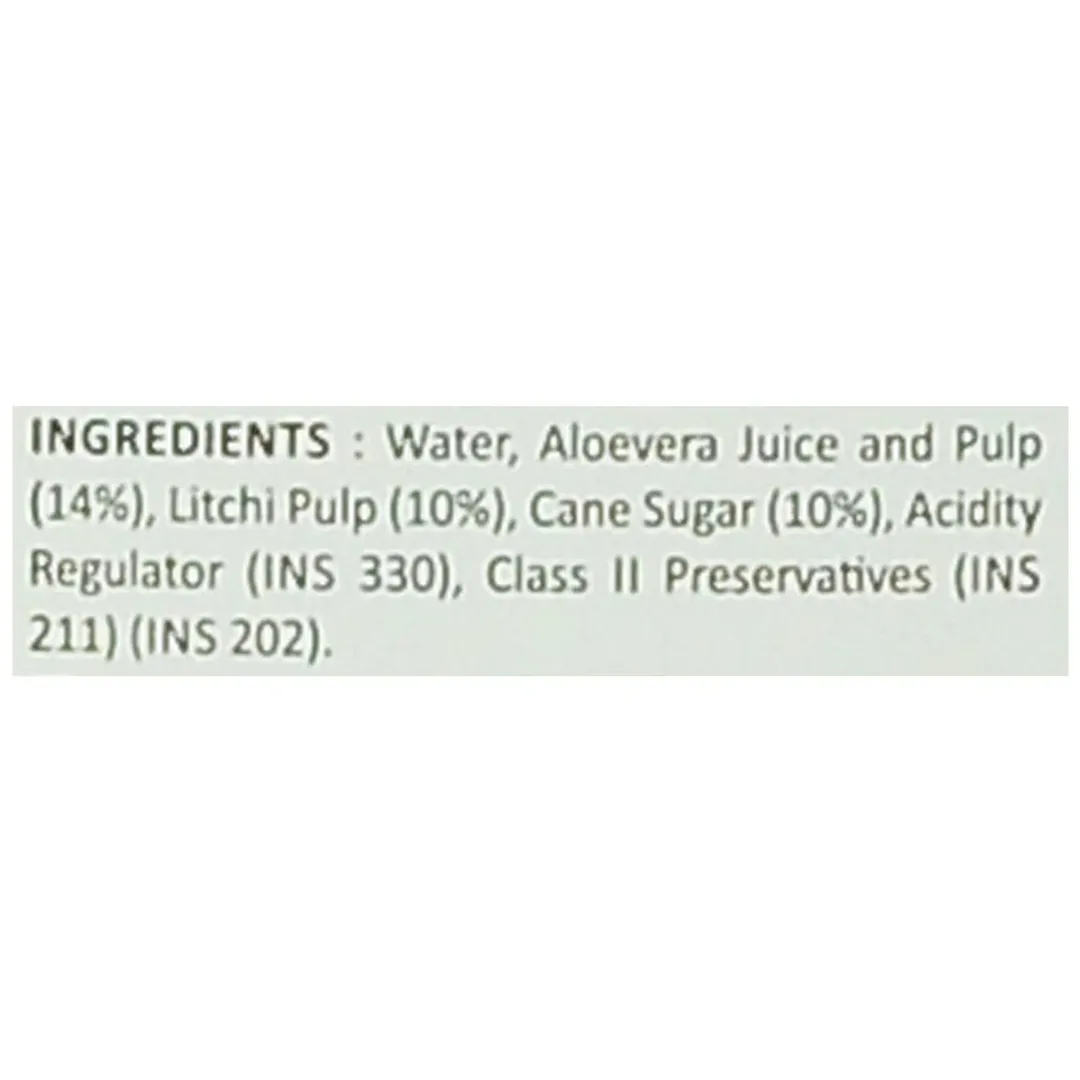 INGREDIENTS : Water, Aloevera Juice and Pulp
(14%), Litchi Pulp (10%), Cane Sugar (10%), Acidity
Regulator (INS 330), Class II Preservatives (INS
211) (INS 202).